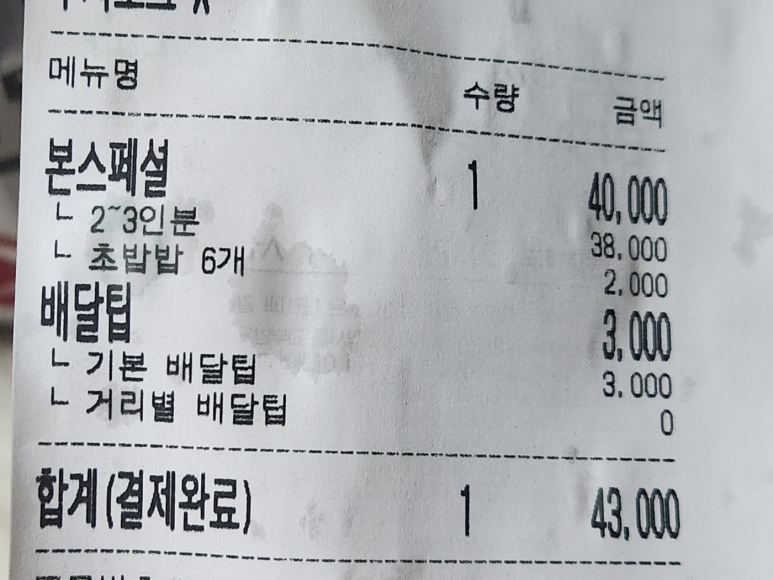 메뉴명 수량 금액
본스페셜 1 40,000
ㄴ 2~3인분 38,000
ㄴ 초밥밥 6개 2,000
배달팁 3,000
ㄴ 기본 배달팁 3,000
ㄴ 거리별 배달팁 0
합계(결제완료) 1 43,000